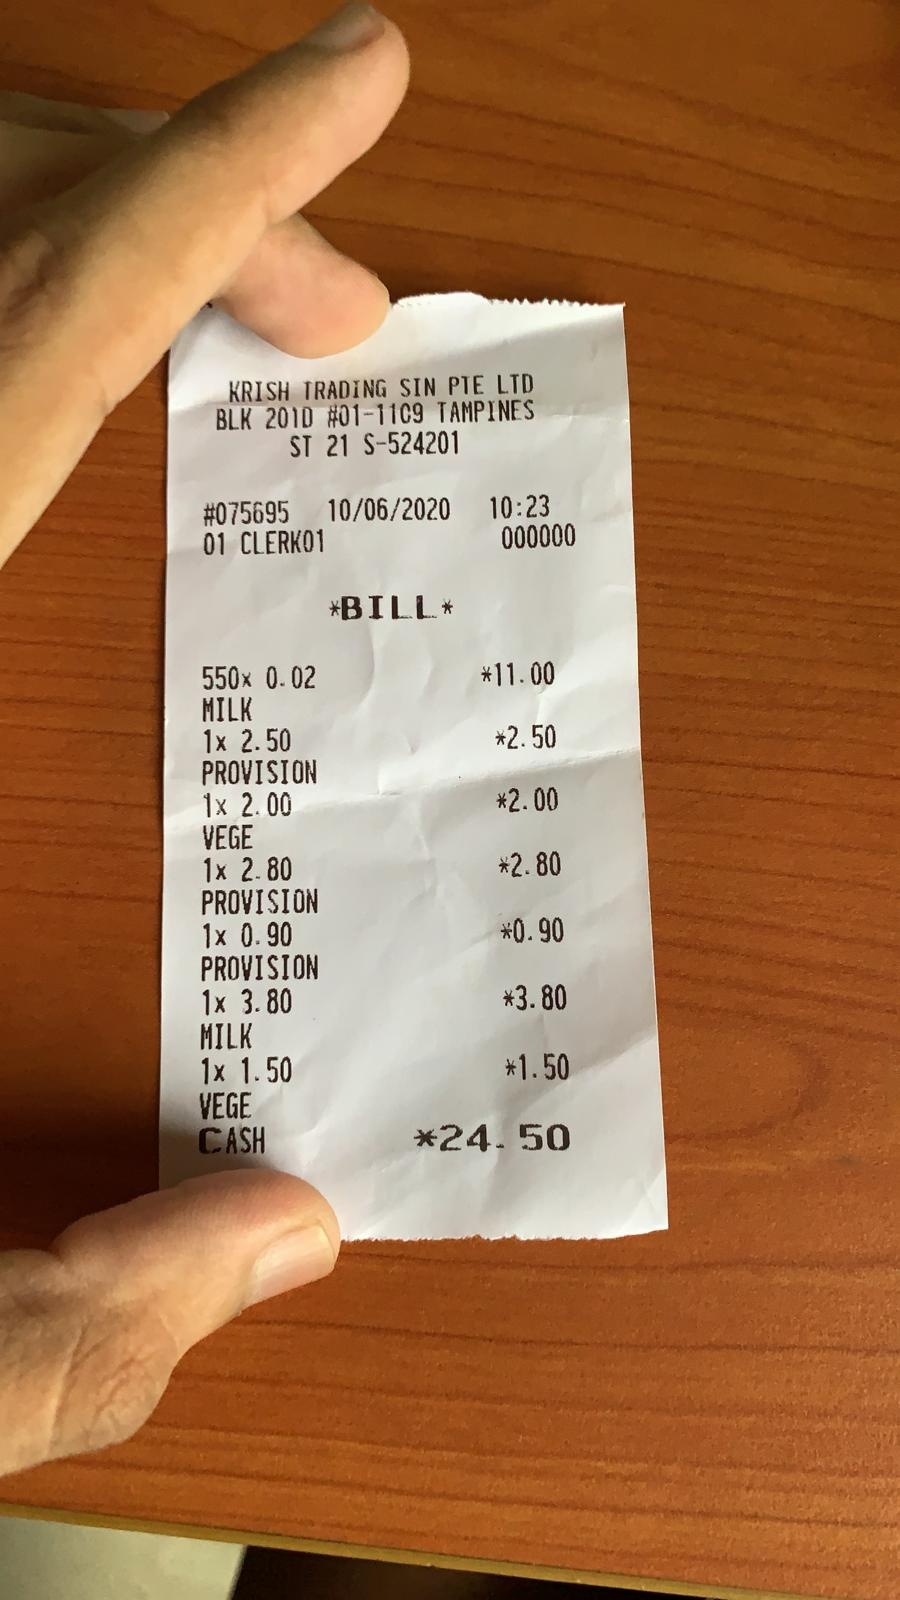 KRISH TRADING SIN PTE LTD
BLK 201D #01-1109 TAMPINES
ST 21 S-524201
#075695 10/06/2020 10:23
01 CLERK01 000000
*BILL*
550x 0.02 *11.00
MILK
1x 2.50 *2.50
PROVISION
1x 2.00 *2.00
VEGE
1x 2.80 *2.80
PROVISION
1x 0.90 *0.90
PROVISION
1x 3.80 *3.80
MILK
1x 1.50 *1.50
VEGE
CASH *24.50